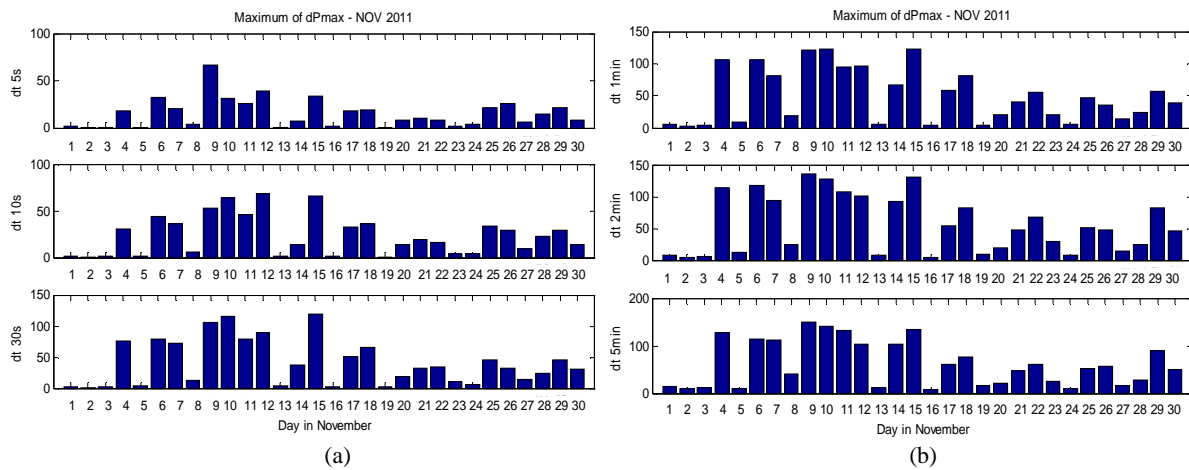 Maximum of dPmax - NOV 2011
100
50
0
dt 5s
1 2 3 4 5 6 7 8 9 10 11 12 13 14 15 16 17 18 19 20 21 22 23 24 25 26 27 28 29 30
100
50
0
dt 10s
1 2 3 4 5 6 7 8 9 10 11 12 13 14 15 16 17 18 19 20 21 22 23 24 25 26 27 28 29 30
150
100
50
0
dt 30s
1 2 3 4 5 6 7 8 9 10 11 12 13 14 15 16 17 18 19 20 21 22 23 24 25 26 27 28 29 30
Day in November
(a)
Maximum of dPmax - NOV 2011
150
100
50
0
dt 1min
1 2 3 4 5 6 7 8 9 10 11 12 13 14 15 16 17 18 19 20 21 22 23 24 25 26 27 28 29 30
150
100
50
0
dt 2min
1 2 3 4 5 6 7 8 9 10 11 12 13 14 15 16 17 18 19 20 21 22 23 24 25 26 27 28 29 30
200
100
0
dt 5min
1 2 3 4 5 6 7 8 9 10 11 12 13 14 15 16 17 18 19 20 21 22 23 24 25 26 27 28 29 30
Day in November
(b)